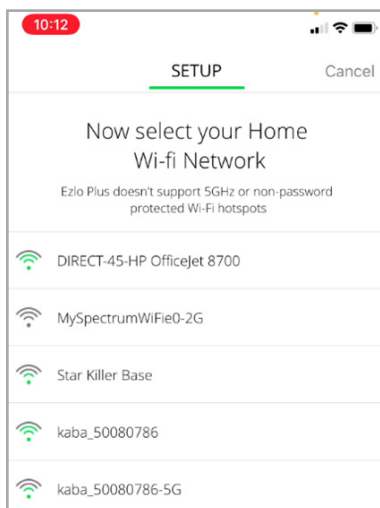 10:12
SETUP
Cancel
Now select your Home
Wi-fi Network
Ezlo Plus doesn't support 5GHz or non-password
protected Wi-Fi hotspots
DIRECT-45-HP OfficeJet 8700
MySpectrumWiFie0-2G
Star Killer Base
kaba_50080786
kaba_50080786-5G